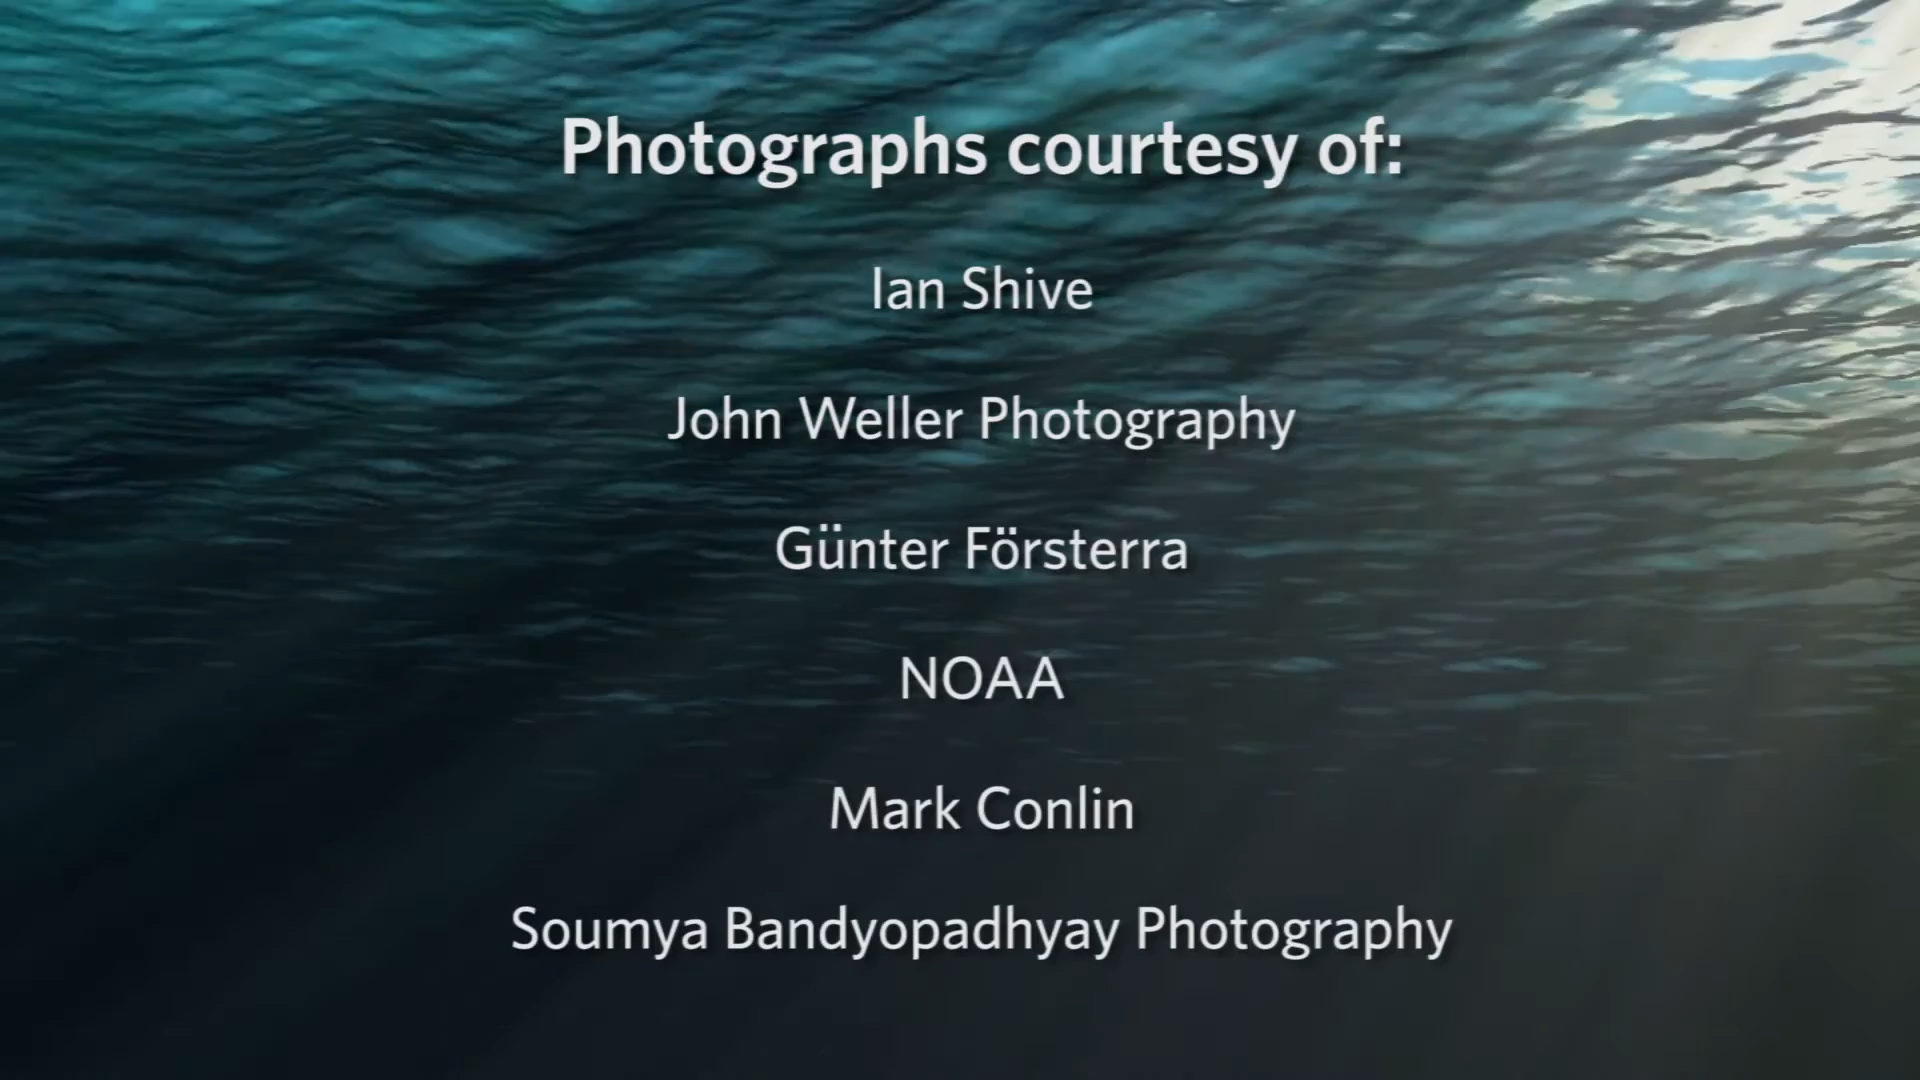 Photographs courtesy of:
Ian Shive
John Weller Photography
Günter Försterra
NOAA
Mark Conlin
Soumya Bandyopadhyay Photography